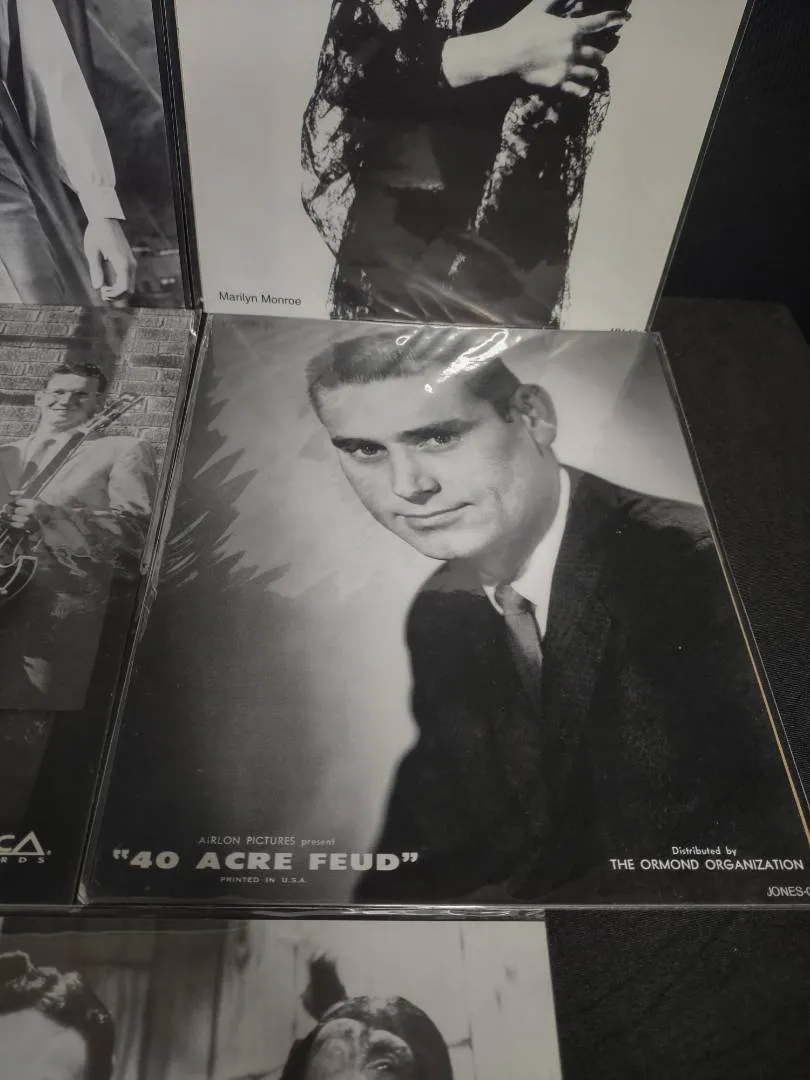 Marilyn Monroe
AiRLON PICTURES present
"40 ACRE FEUD"
PRINTED IN U.S.A.
Distributed by
THE ORMOND ORGANIZATION